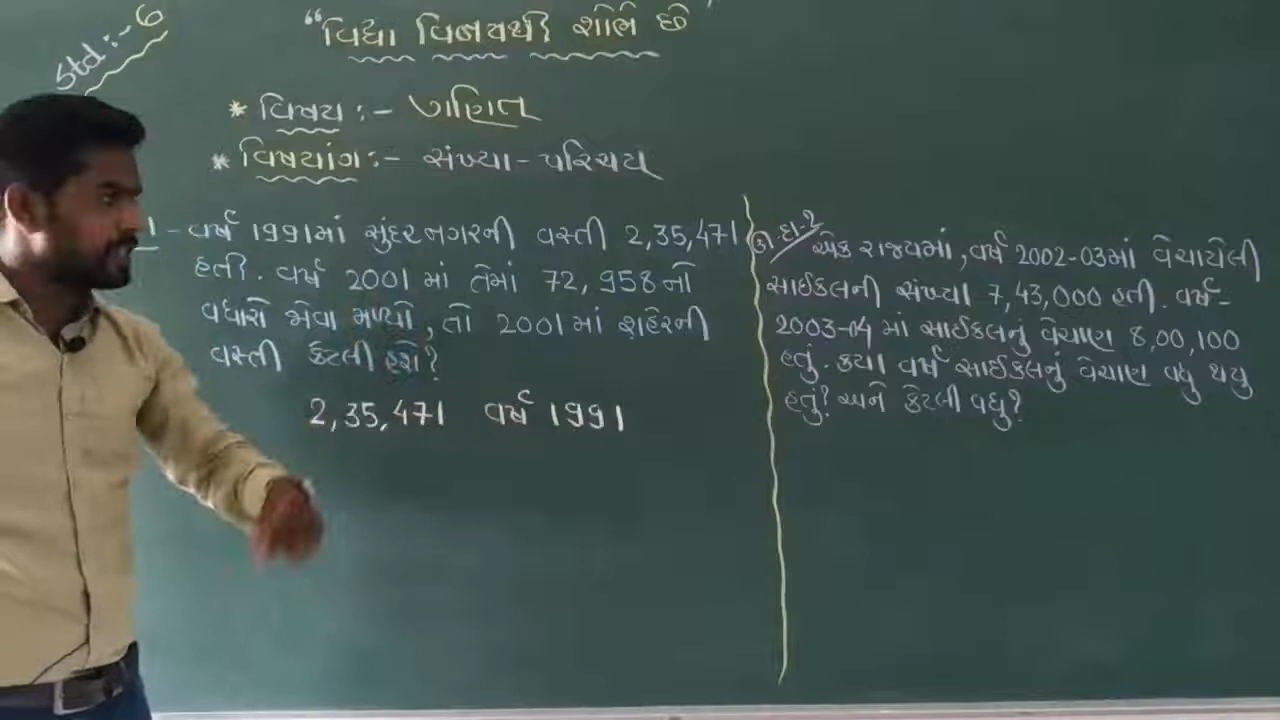 Std:- 6
"વિદ્યા વિનયથી શોભે છે"
* વિષય :- ગણિત
* વિષયાંગ :- સંખ્યા - પરિચય
1 - વર્ષ 1991માં સુંદરનગરની વસ્તી 2,35,471
હતી. વર્ષ 2001 માં તેમાં 72,958નો
વધારો જોવા મળ્યો, તો 2001માં શહેરની
વસ્તી કેટલી હશે?
2,35,471 વર્ષ 1991
દા-2
એક રાજ્યમાં, વર્ષ 2002-03માં વેચાયેલી
સાઈકલની સંખ્યા 7,43,000 હતી. વર્ષ-
2003-04 માં સાઈકલનું વેચાણ 8,00,100
હતું. કયા વર્ષે સાઈકલનું વેચાણ વધુ થયુ
હતું? અને કેટલી વધુ?